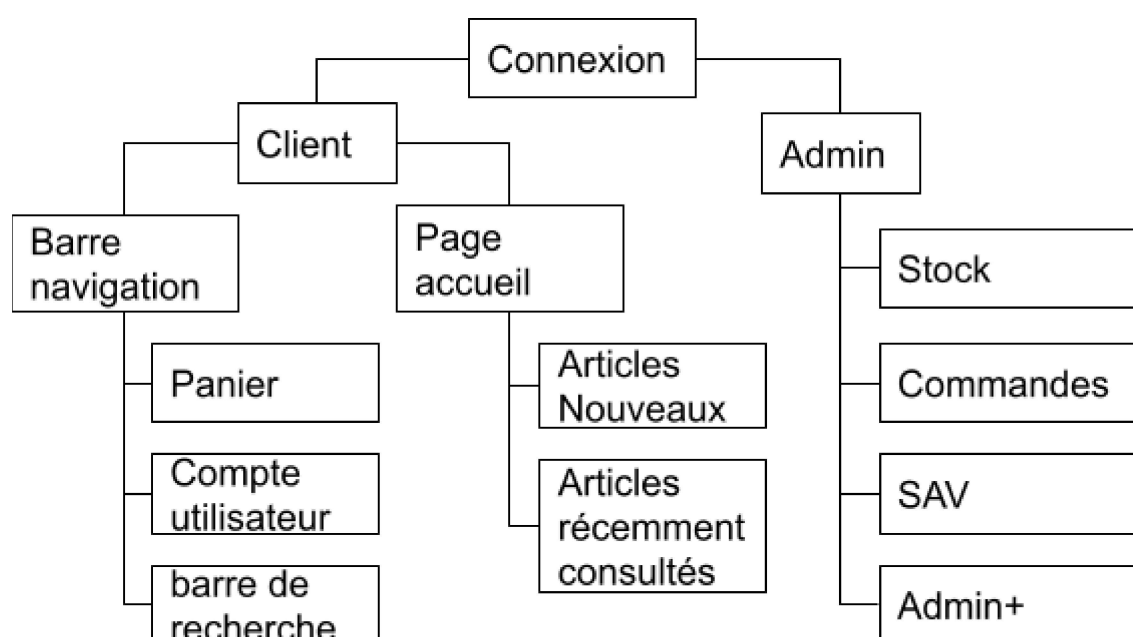 Connexion
Client
Admin
Barre
navigation
Page
accueil
Stock
Panier
Articles
Nouveaux
Commandes
Compte
utilisateur
Articles
récemment
consultés
SAV
barre de
recherche
Admin+